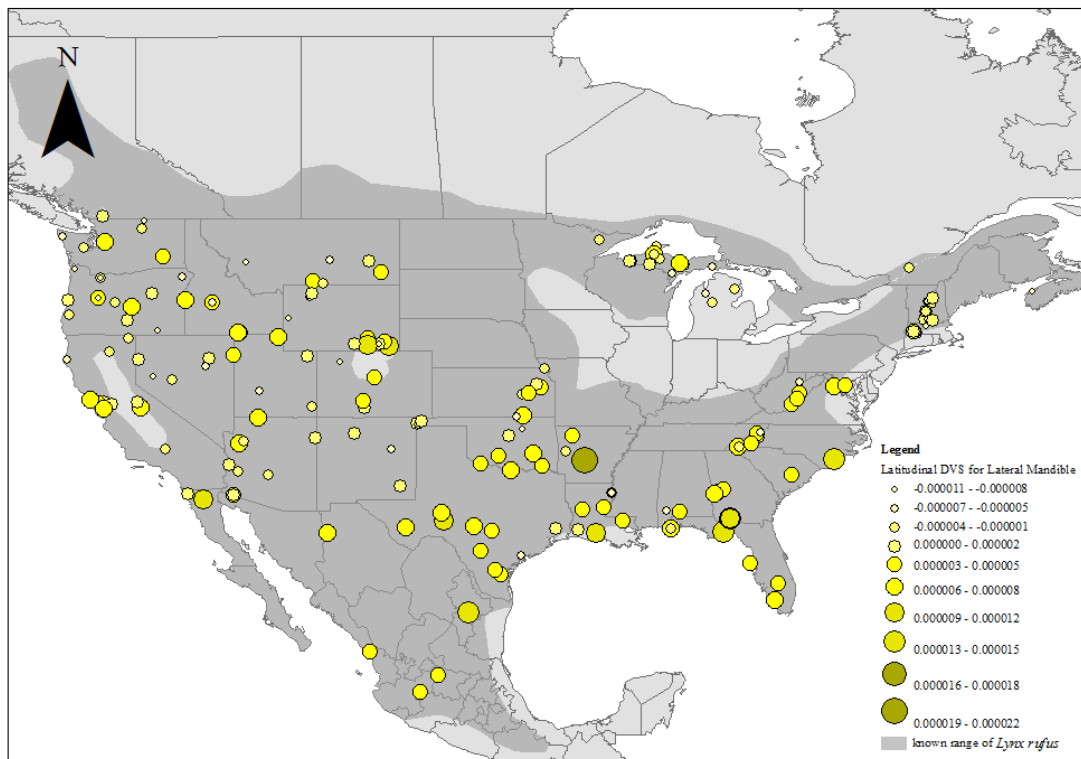 N
Legend
Latitudinal DVS for Lateral Mandible
-0.000011 - -0.000008
-0.000007 - -0.000005
-0.000004 - -0.000001
0.000000 - 0.000002
0.000003 - 0.000005
0.000006 - 0.000008
0.000009 - 0.000012
0.000013 - 0.000015
0.000016 - 0.000018
0.000019 - 0.000022
known range of Lynx rufus